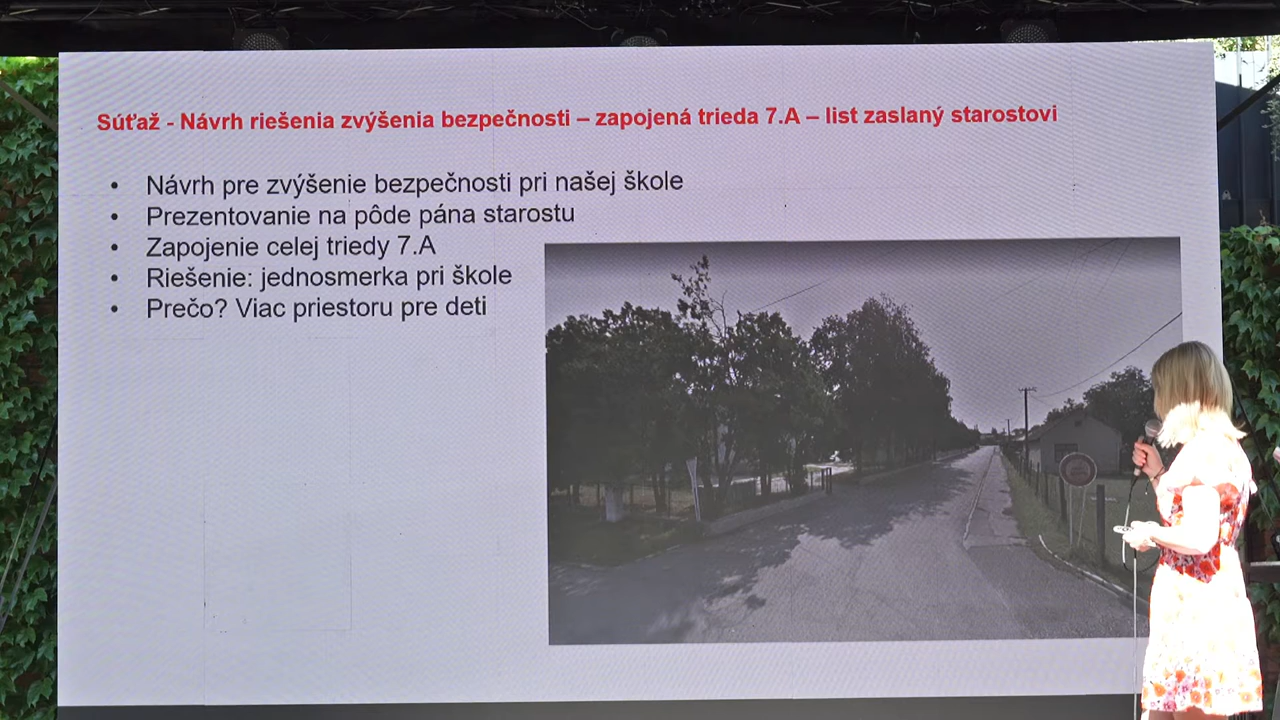 Súťaž - Návrh riešenia zvýšenia bezpečnosti – zapojená trieda 7.A – list zaslaný starostovi
• Návrh pre zvýšenie bezpečnosti pri našej škole
• Prezentovanie na pôde pána starostu
• Zapojenie celej triedy 7.A
• Riešenie: jednosmerka pri škole
• Prečo? Viac priestoru pre deti